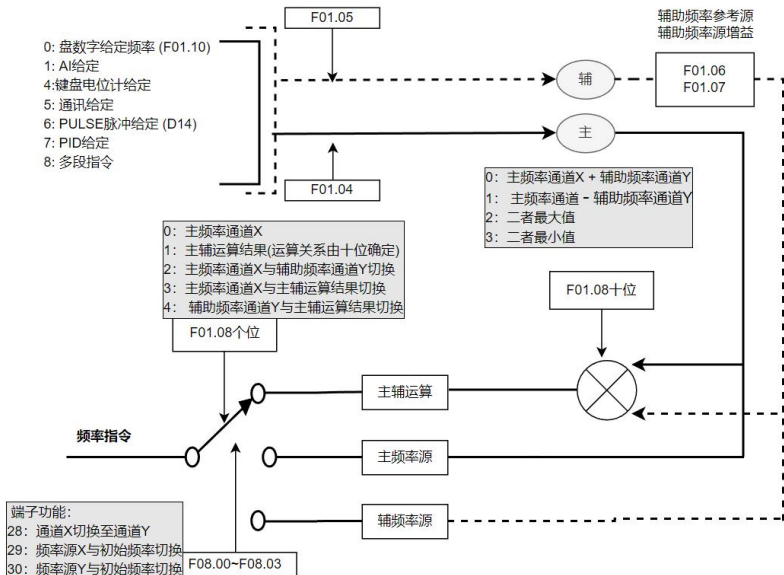 F01.05
辅助频率参考源
辅助频率源增益
0: 盘数字给定频率 (F01.10)
1: AI给定
4:键盘电位计给定
5: 通讯给定
6: PULSE脉冲给定 (D14)
7: PID给定
8: 多段指令
辅
F01.06
F01.07
主
F01.04
0：主频率通道X + 辅助频率通道Y
1： 主频率通道 - 辅助频率通道Y
2：二者最大值
3：二者最小值
0：主频率通道X
1：主辅运算结果(运算关系由十位确定)
2：主频率通道X与辅助频率通道Y切换
3：主频率通道X与主辅运算结果切换
4： 辅助频率通道Y与主辅运算结果切换
F01.08十位
F01.08个位
主辅运算
频率指令
主频率源
辅频率源
端子功能:
28：通道X切换至通道Y
29：频率源X与初始频率切换
30：频率源Y与初始频率切换
F08.00~F08.03